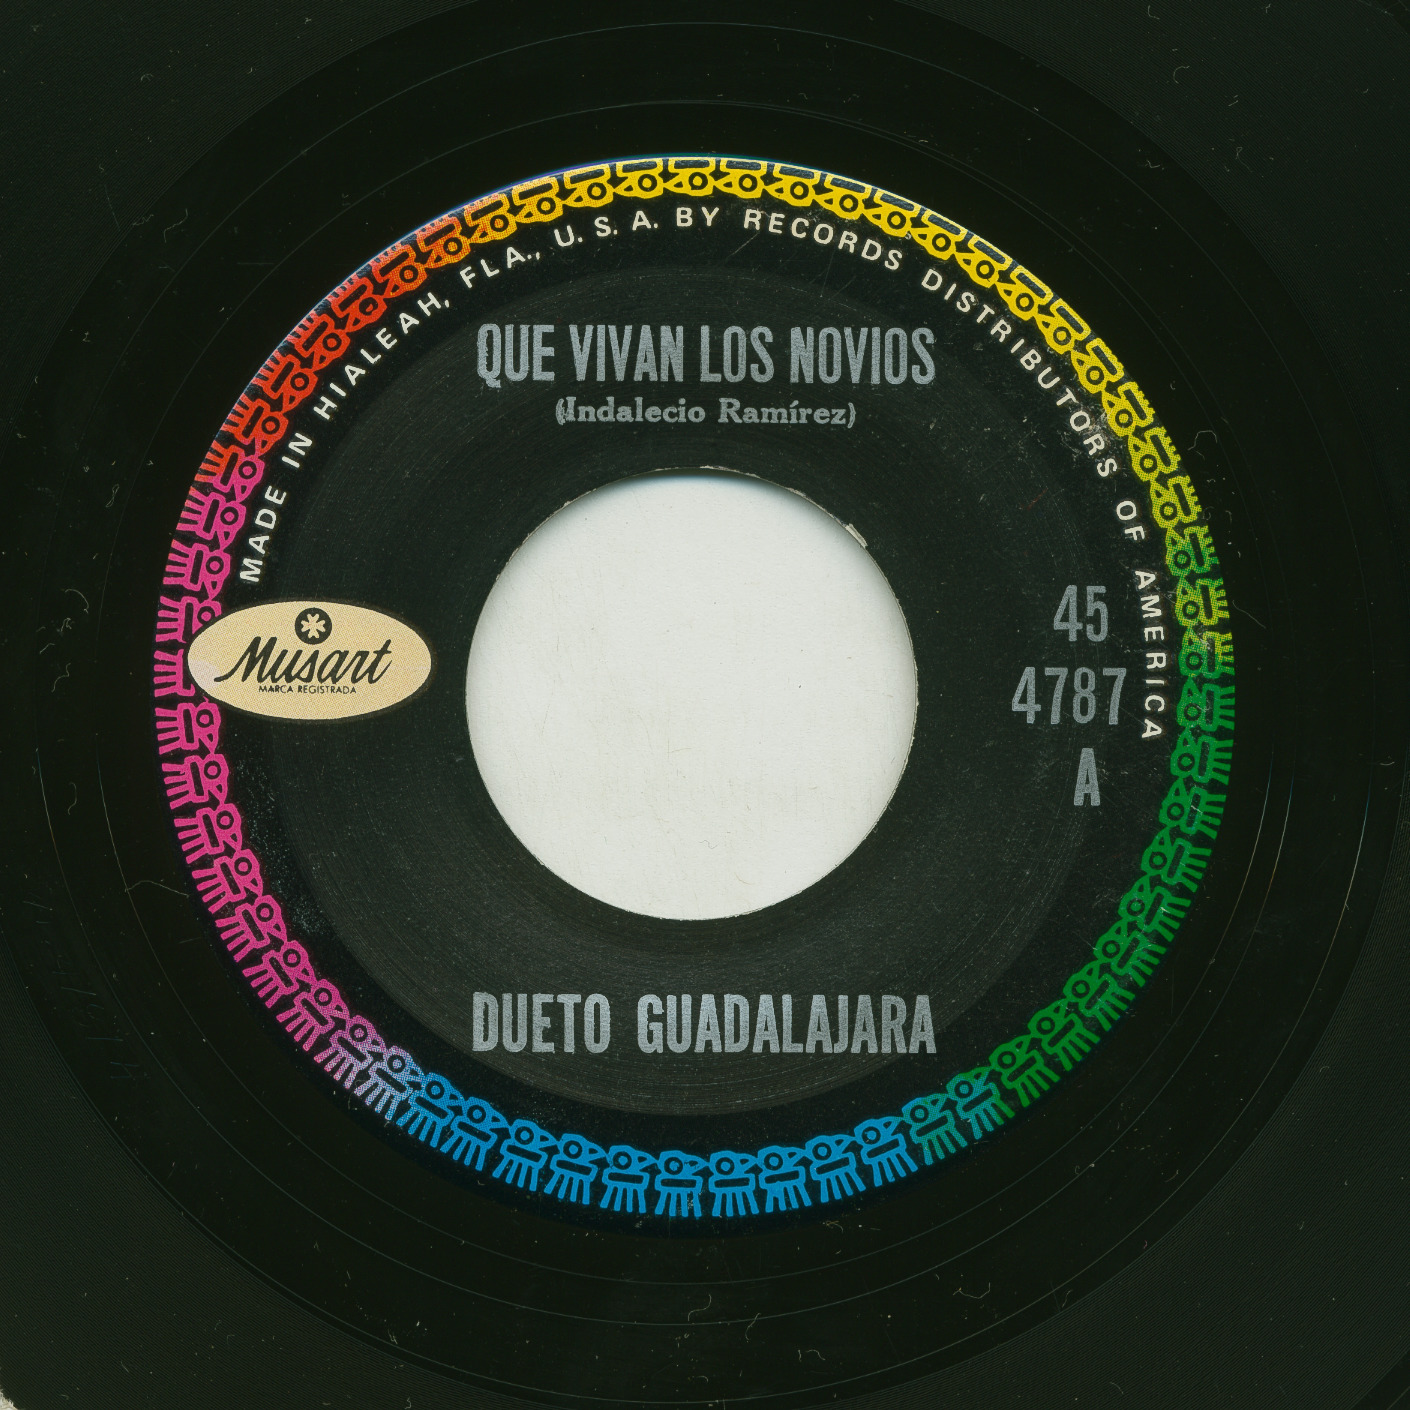 MADE IN HIALEAH, FLA., U. S. A. BY RECORDS DISTRIBUTORS OF AMERICA
QUE VIVAN LOS NOVIOS
(Indalecio Ramírez)
Musart
MARCA REGISTRADA
45
4787
A
DUETO GUADALAJARA